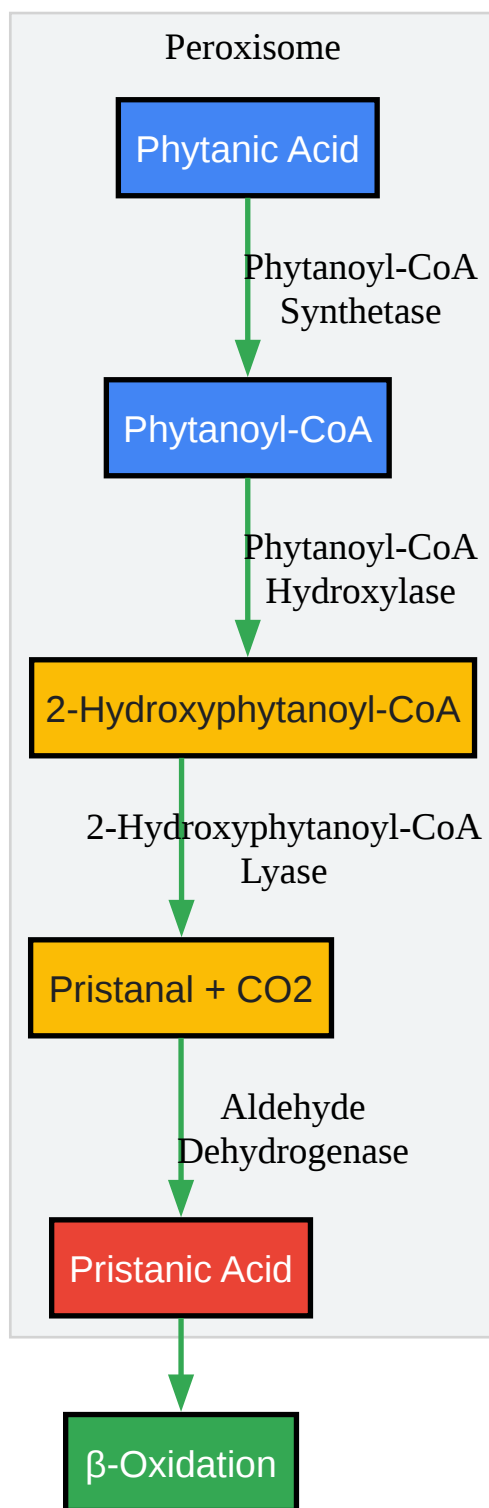 Peroxisome
Phytanic Acid
Phytanoyl-CoA
Synthetase
Phytanoyl-CoA
Phytanoyl-CoA
Hydroxylase
2-Hydroxyphytanoyl-CoA
2-Hydroxyphytanoyl-CoA
Lyase
Pristanal + CO2
Aldehyde
Dehydrogenase
Pristanic Acid
β-Oxidation